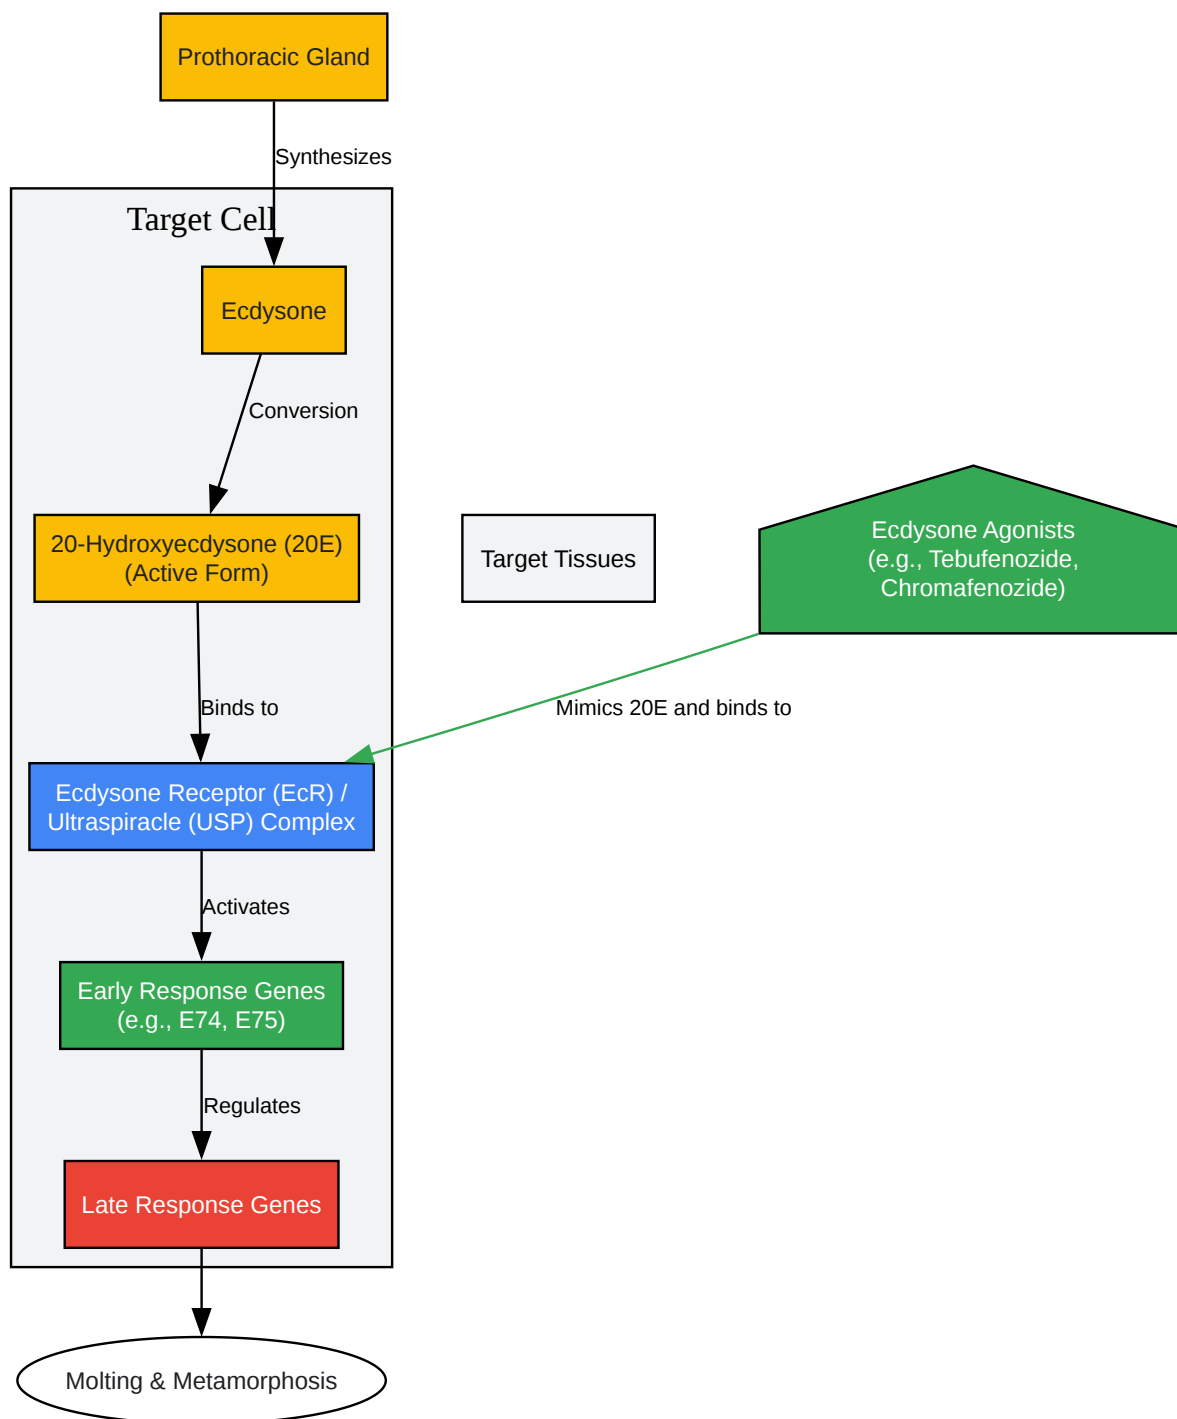 Prothoracic Gland
Synthesizes
Target Cell
Ecdysone
Conversion
20-Hydroxyecdysone (20E)
(Active Form)
Target Tissues
Ecdysone Agonists
(e.g., Tebufenozide,
Chromafenozide)
Binds to
Mimics 20E and binds to
Ecdysone Receptor (EcR) /
Ultraspiracle (USP) Complex
Activates
Early Response Genes
(e.g., E74, E75)
Regulates
Late Response Genes
Molting & Metamorphosis